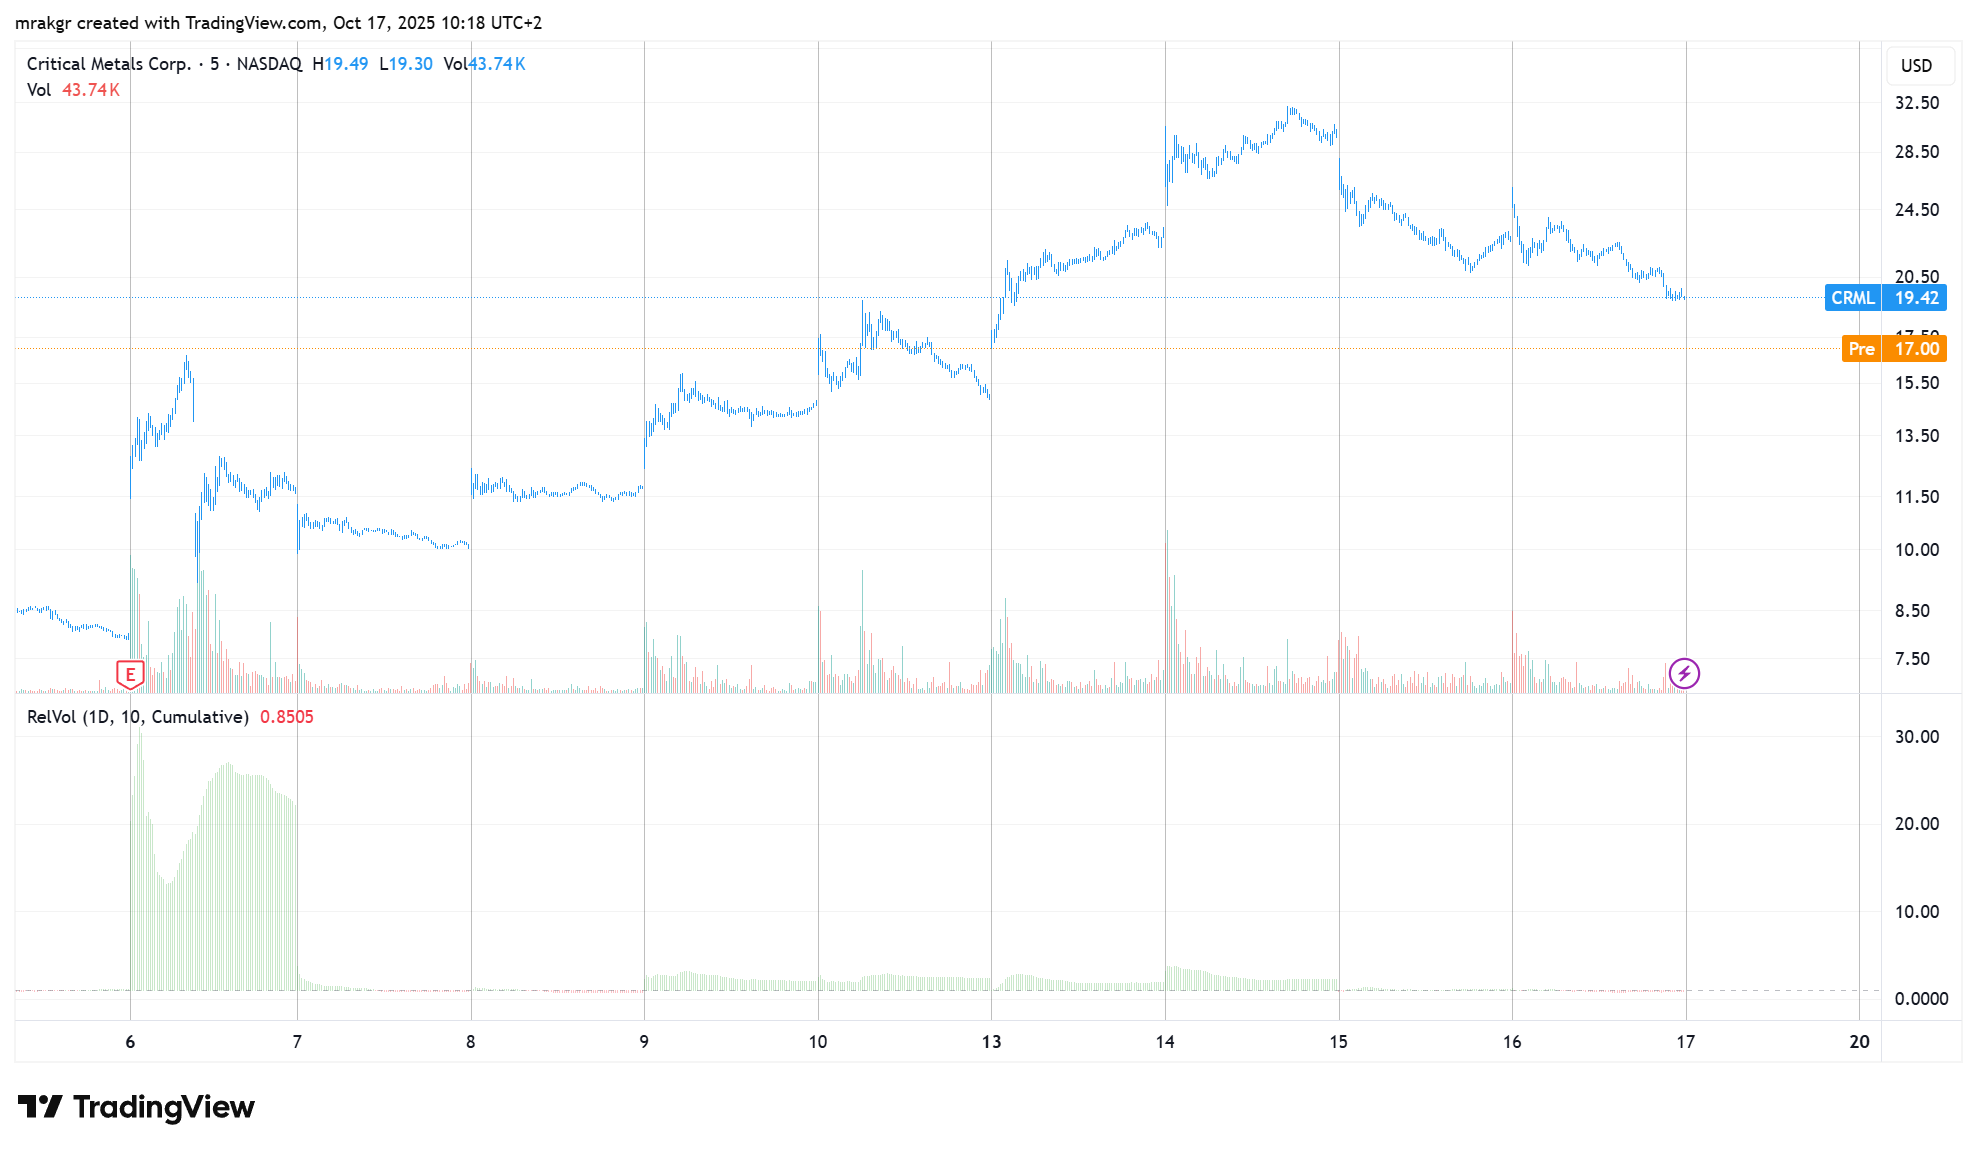 mrakgr created with TradingView.com, Oct 17, 2025 10:18 UTC+2
Critical Metals Corp. · 5 · NASDAQ H19.49 L19.30 Vol43.74K
Vol 43.74K
USD
32.50
28.50
24.50
20.50
CRML 19.42
17.50
Pre 17.00
15.50
13.50
11.50
10.00
8.50
7.50
E
RelVol (1D, 10, Cumulative) 0.8505
30.00
20.00
10.00
0.0000
6 7 8 9 10 13 14 15 16 17 20
TradingView